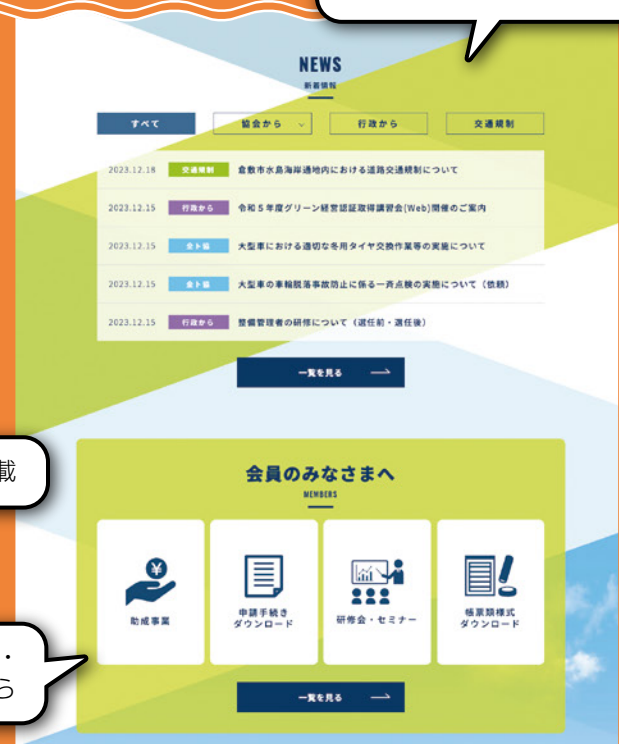 NEWS
新着情報
すべて
協会から
行政から
交通規制
2023.12.18 交通規制 倉敷市水島海岸通地内における道路交通規制について
2023.12.15 行政から 令和5年度グリーン経営認証取得講習会(Web)開催のご案内
2023.12.15 全ト協 大型車における適切な冬用タイヤ交換作業等の実施について
2023.12.15 全ト協 大型車の車輪脱落事故防止に係る一斉点検の実施について(依頼)
2023.12.15 行政から 整備管理者の研修について(選任前・選任後)
一覧を見る
載
会員のみなさまへ
MEMBERS
助成事業
申請手続き
ダウンロード
研修会・セミナー
帳票類様式
ダウンロード
・
ら
一覧を見る